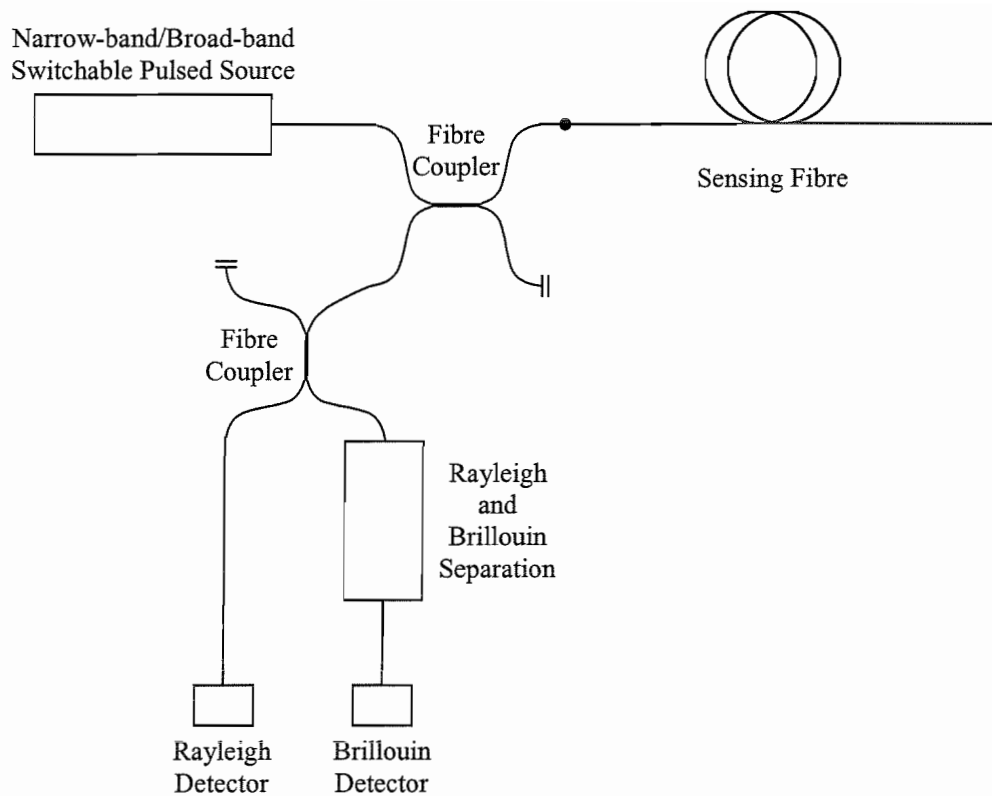 Narrow-band/Broad-band
Switchable Pulsed Source
Fibre
Coupler
Sensing Fibre
Fibre
Coupler
Rayleigh
and
Brillouin
Separation
Rayleigh
Detector
Brillouin
Detector